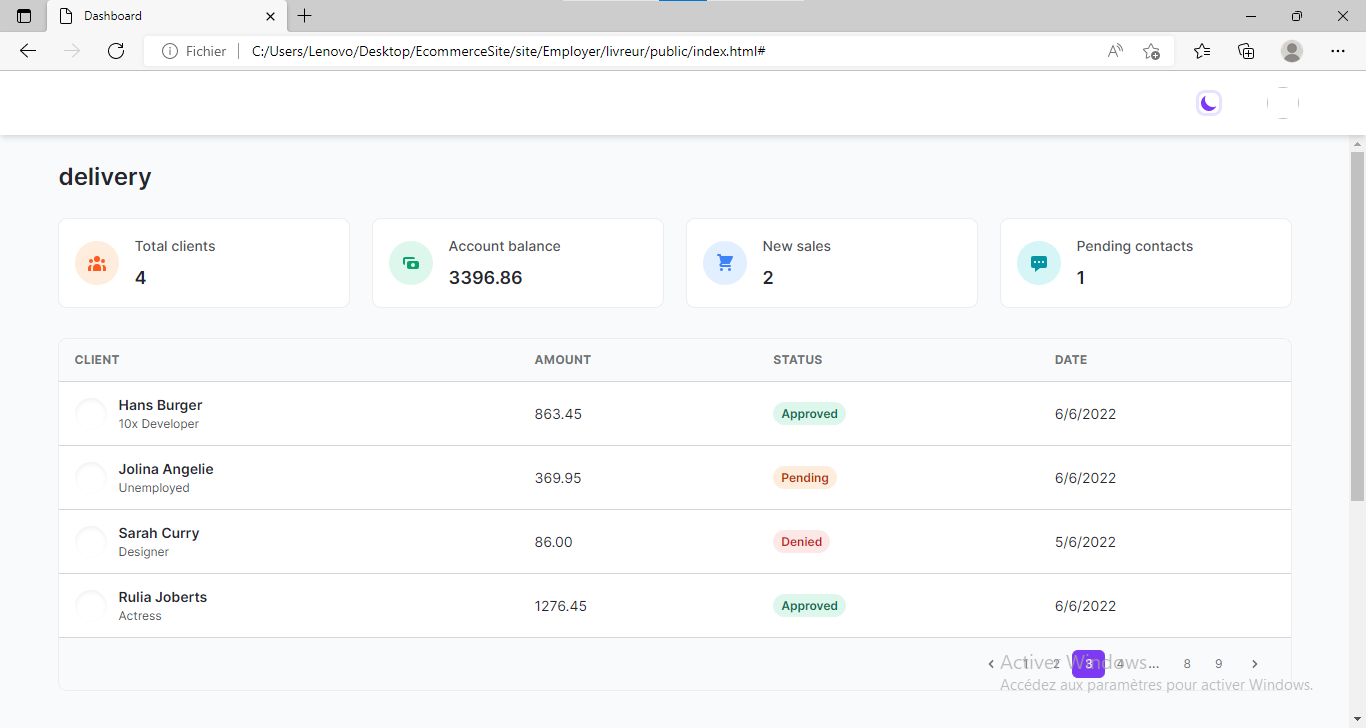 Dashboard
Fichier C:/Users/Lenovo/Desktop/EcommerceSite/site/Employer/livreur/public/index.html#
delivery
Total clients
4
Account balance
3396.86
New sales
2
Pending contacts
1
CLIENT AMOUNT STATUS DATE
Hans Burger
10x Developer
863.45 Approved 6/6/2022
Jolina Angelie
Unemployed
369.95 Pending 6/6/2022
Sarah Curry
Designer
86.00 Denied 5/6/2022
Rulia Joberts
Actress
1276.45 Approved 6/6/2022
1 2 3 4 ... 8 9
Activer Windows
Accédez aux paramètres pour activer Windows.